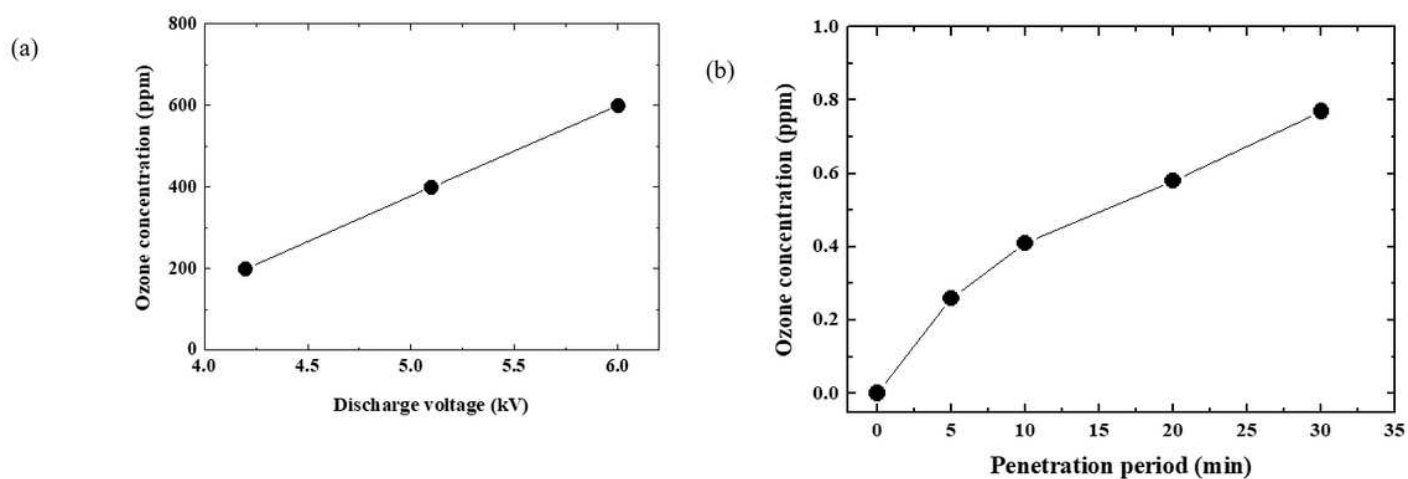 (a)
Ozone concentration (ppm)
800
600
400
200
0
4.0 4.5 5.0 5.5 6.0
Discharge voltage (kV)
(b)
Ozone concentration (ppm)
1.0
0.8
0.6
0.4
0.2
0.0
0 5 10 15 20 25 30 35
Penetration period (min)